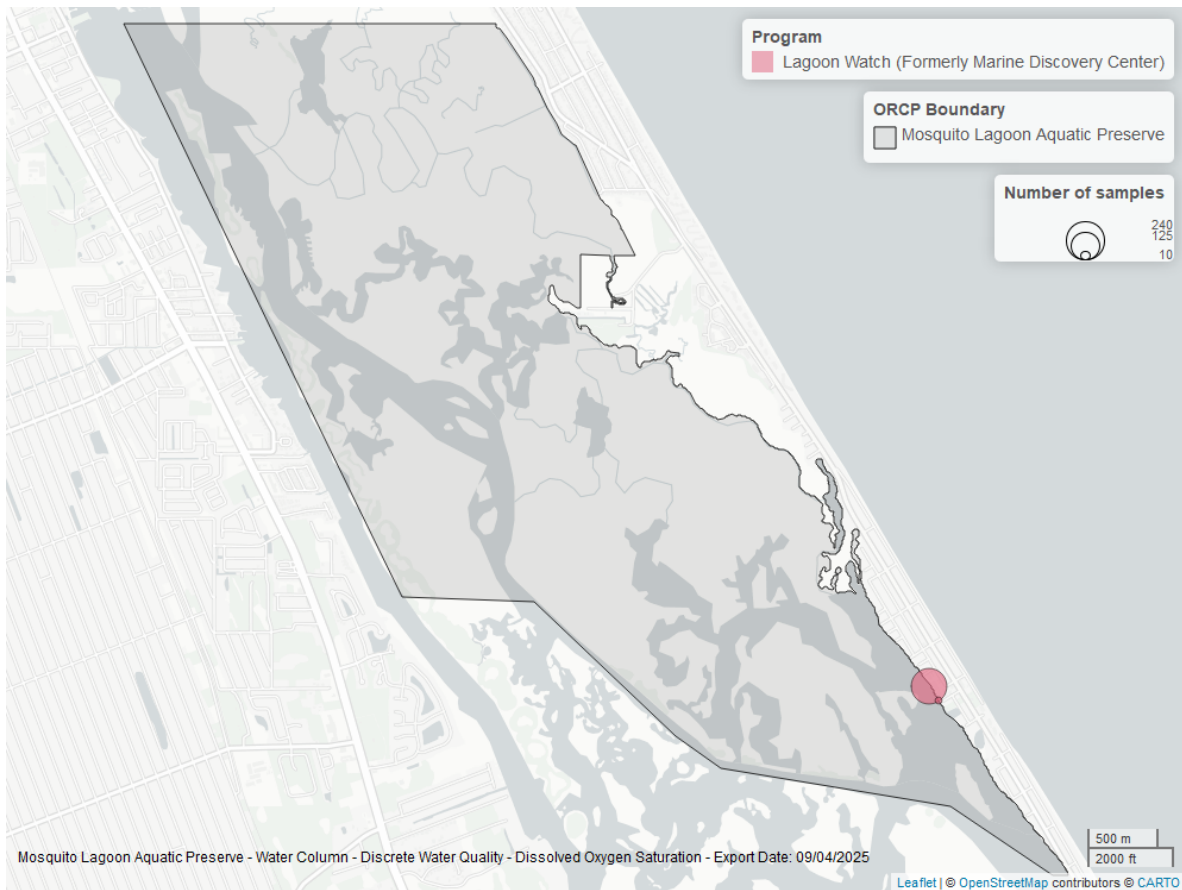 Program
Lagoon Watch (Formerly Marine Discovery Center)
ORCP Boundary
Mosquito Lagoon Aquatic Preserve
Number of samples
240
125
10
500 m
2000 ft
Mosquito Lagoon Aquatic Preserve - Water Column - Discrete Water Quality - Dissolved Oxygen Saturation - Export Date: 09/04/2025
Leaflet | © OpenStreetMap contributors © CARTO